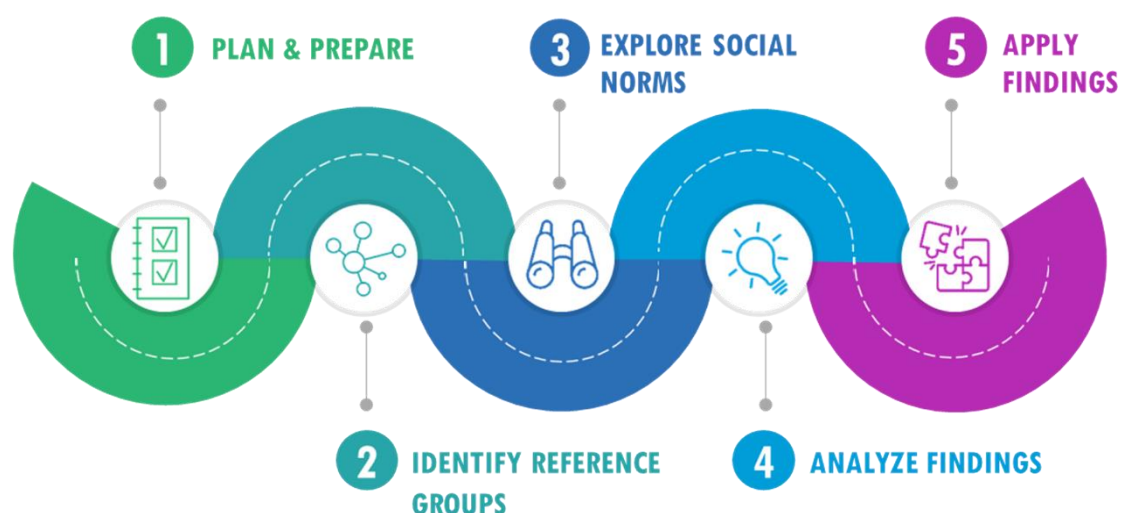 1 PLAN & PREPARE
2 IDENTIFY REFERENCE
GROUPS
3 EXPLORE SOCIAL
NORMS
4 ANALYZE FINDINGS
5 APPLY
FINDINGS